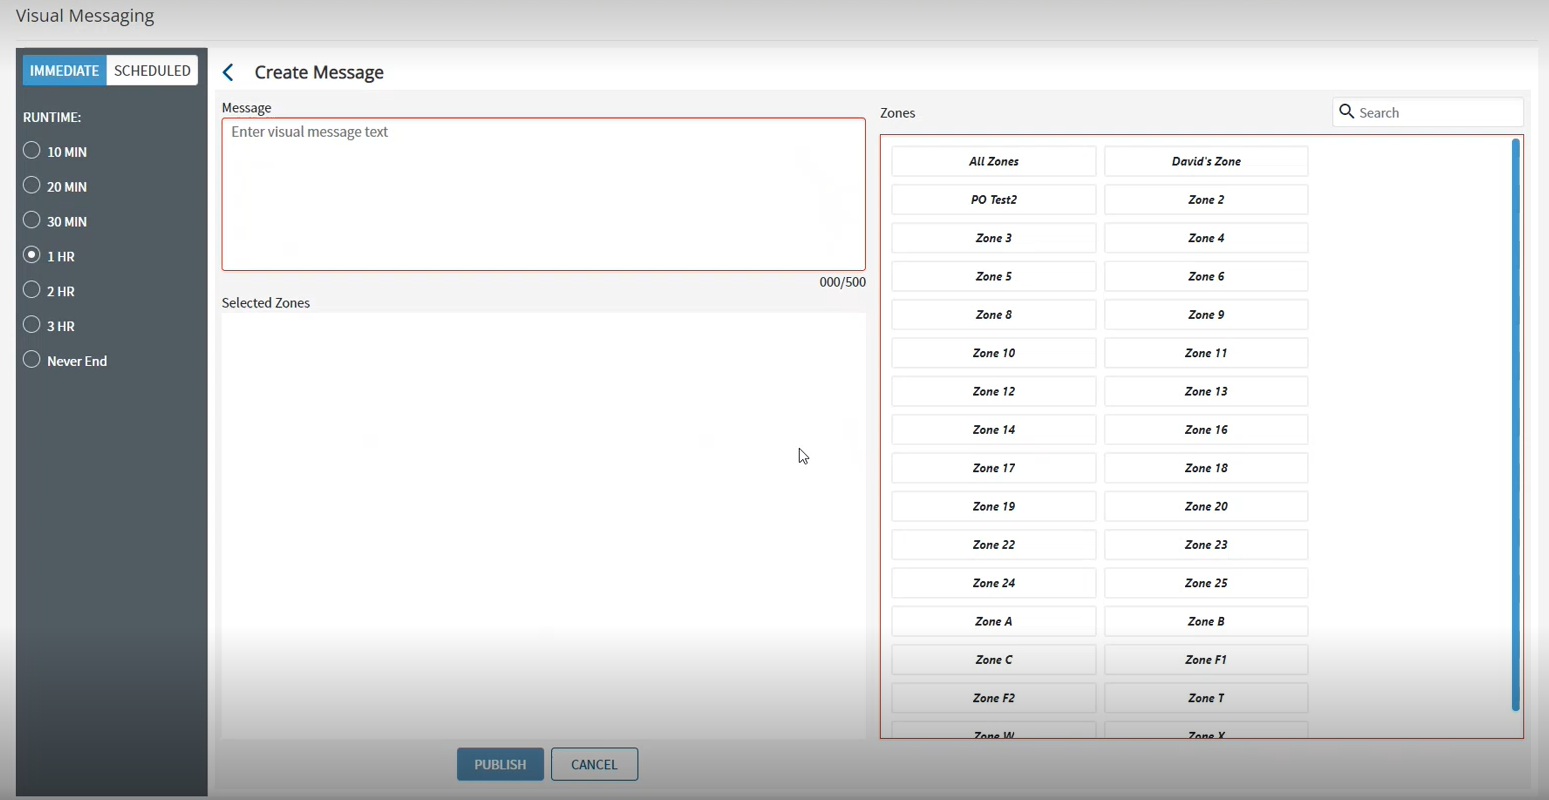 Visual Messaging
IMMEDIATE
SCHEDULED
RUNTIME:
10 MIN
20 MIN
30 MIN
1 HR
2 HR
3 HR
Never End
Create Message
Message
Enter visual message text
000/500
Selected Zones
PUBLISH
CANCEL
Zones
Search
All Zones
David's Zone
PO Test2
Zone 2
Zone 3
Zone 4
Zone 5
Zone 6
Zone 8
Zone 9
Zone 10
Zone 11
Zone 12
Zone 13
Zone 14
Zone 16
Zone 17
Zone 18
Zone 19
Zone 20
Zone 22
Zone 23
Zone 24
Zone 25
Zone A
Zone B
Zone C
Zone F1
Zone F2
Zone T
Zone W
Zone X